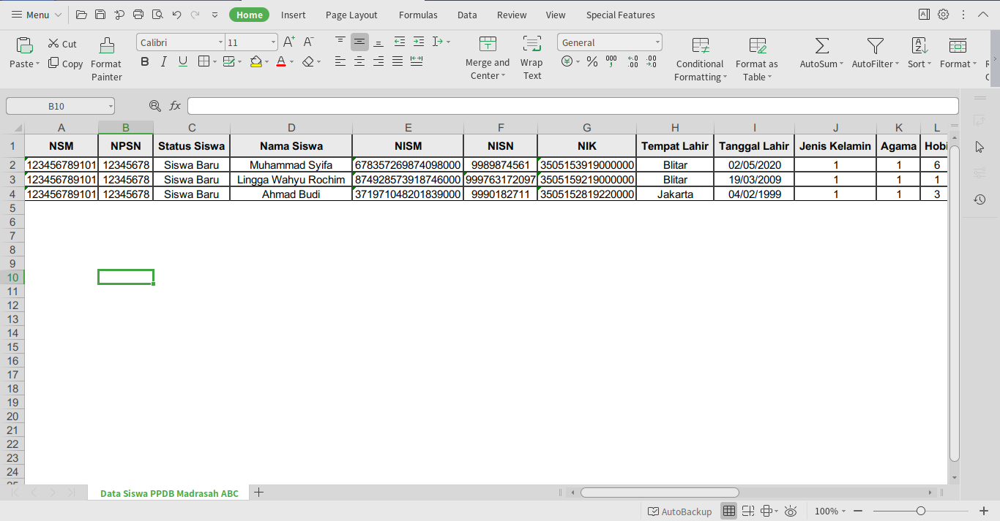 Menu Home Insert Page Layout Formulas Data Review View Special Features
Cut Calibri 11 A+ A- General
Paste Copy Format Painter B I U A Merge and Center Wrap Text % 000 Conditional Formatting Format as Table AutoSum AutoFilter Sort Format
B10 fx
A B C D E F G H I J K L
1 NSM NPSN Status Siswa Nama Siswa NISM NISN NIK Tempat Lahir Tanggal Lahir Jenis Kelamin Agama Hobi
2 123456789101 12345678 Siswa Baru Muhammad Syifa 678357269874098000 9989874561 3505153919000000 Blitar 02/05/2020 1 1 6
3 123456789101 12345678 Siswa Baru Lingga Wahyu Rochim 874928573918746000 999763172097 3505159219000000 Blitar 19/03/2009 1 1 1
4 123456789101 12345678 Siswa Baru Ahmad Budi 371971048201839000 9990182711 3505152819220000 Jakarta 04/02/1999 1 1 3
5
6
7
8
9
10
11
12
13
14
15
16
17
18
19
20
21
22
23
24
25
Data Siswa PPDB Madrasah ABC
AutoBackup 100%